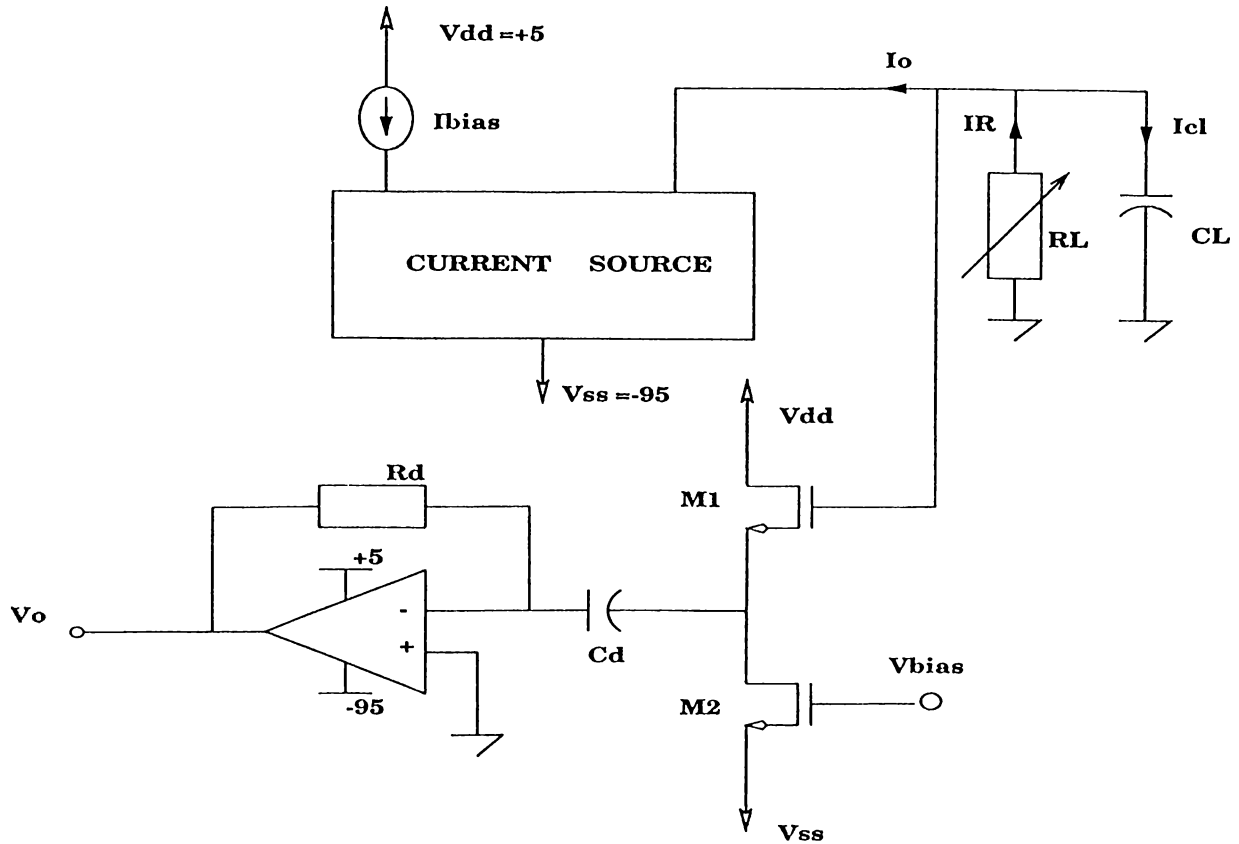 Vdd =+5
Io
Ibias
IR
Icl
RL
CL
CURRENT SOURCE
Vss =-95
Vdd
Rd
M1
+5
Vo
-
+
Cd
Vbias
-95
M2
Vss